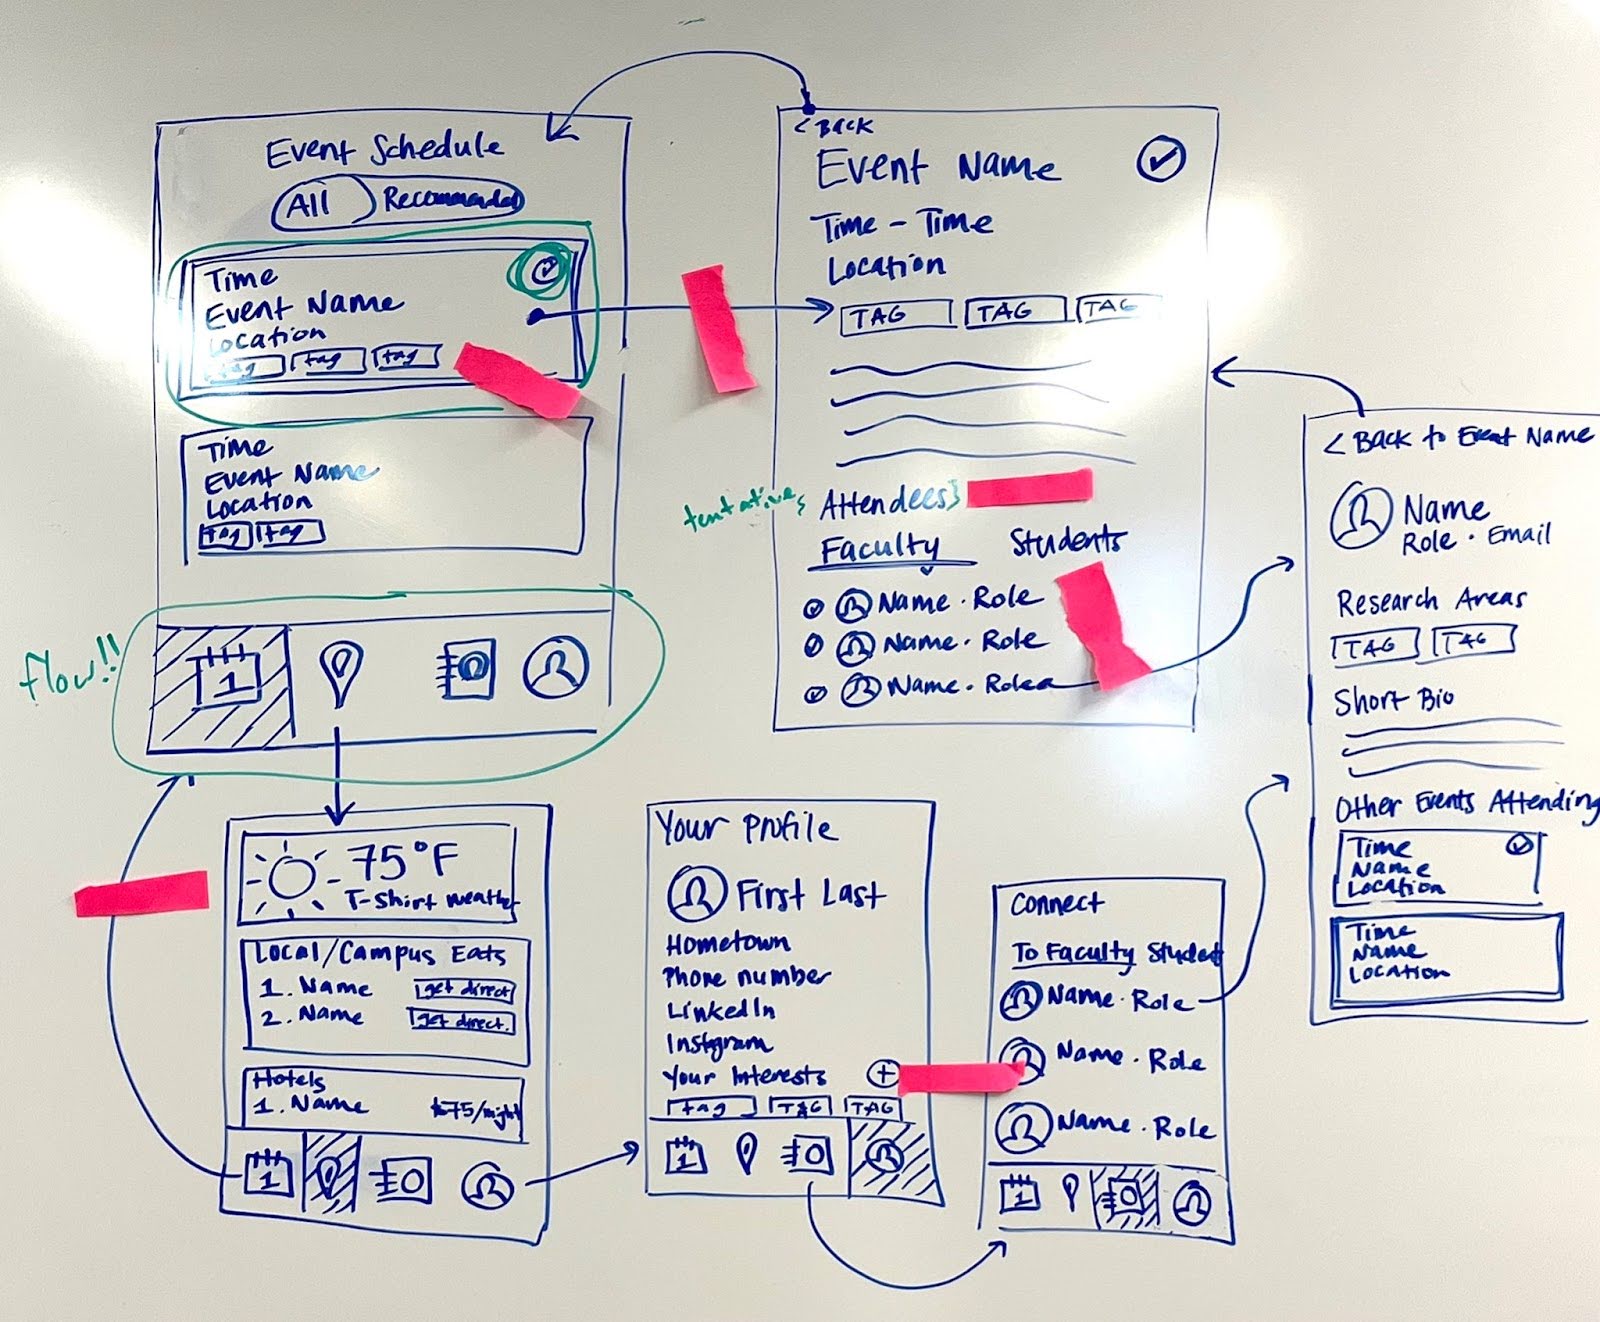 Event Schedule
All Recommended
Time
Event Name
Location
tag tag tag
Time
Event Name
Location
tag tag
flow!!
1
< Back
Event Name
Time - Time
Location
TAG TAG TAG
tentative
Attendees
Faculty Students
Name · Role
Name · Role
Name · Role
< Back to Event Name
Name
Role · Email
Research Areas
TAG TAG
Short Bio
Other Events Attending
Time
Name
Location
Time
Name
Location
75°F
T-Shirt weather
Local/Campus Eats
1. Name get direct
2. Name get direct.
Hotels
1. Name $75/night
1
Your Profile
First Last
Hometown
Phone number
LinkedIn
Instgram
Your Interests +
tag TAG TAG
1
Connect
To Faculty Student
Name · Role
Name · Role
Name · Role
1